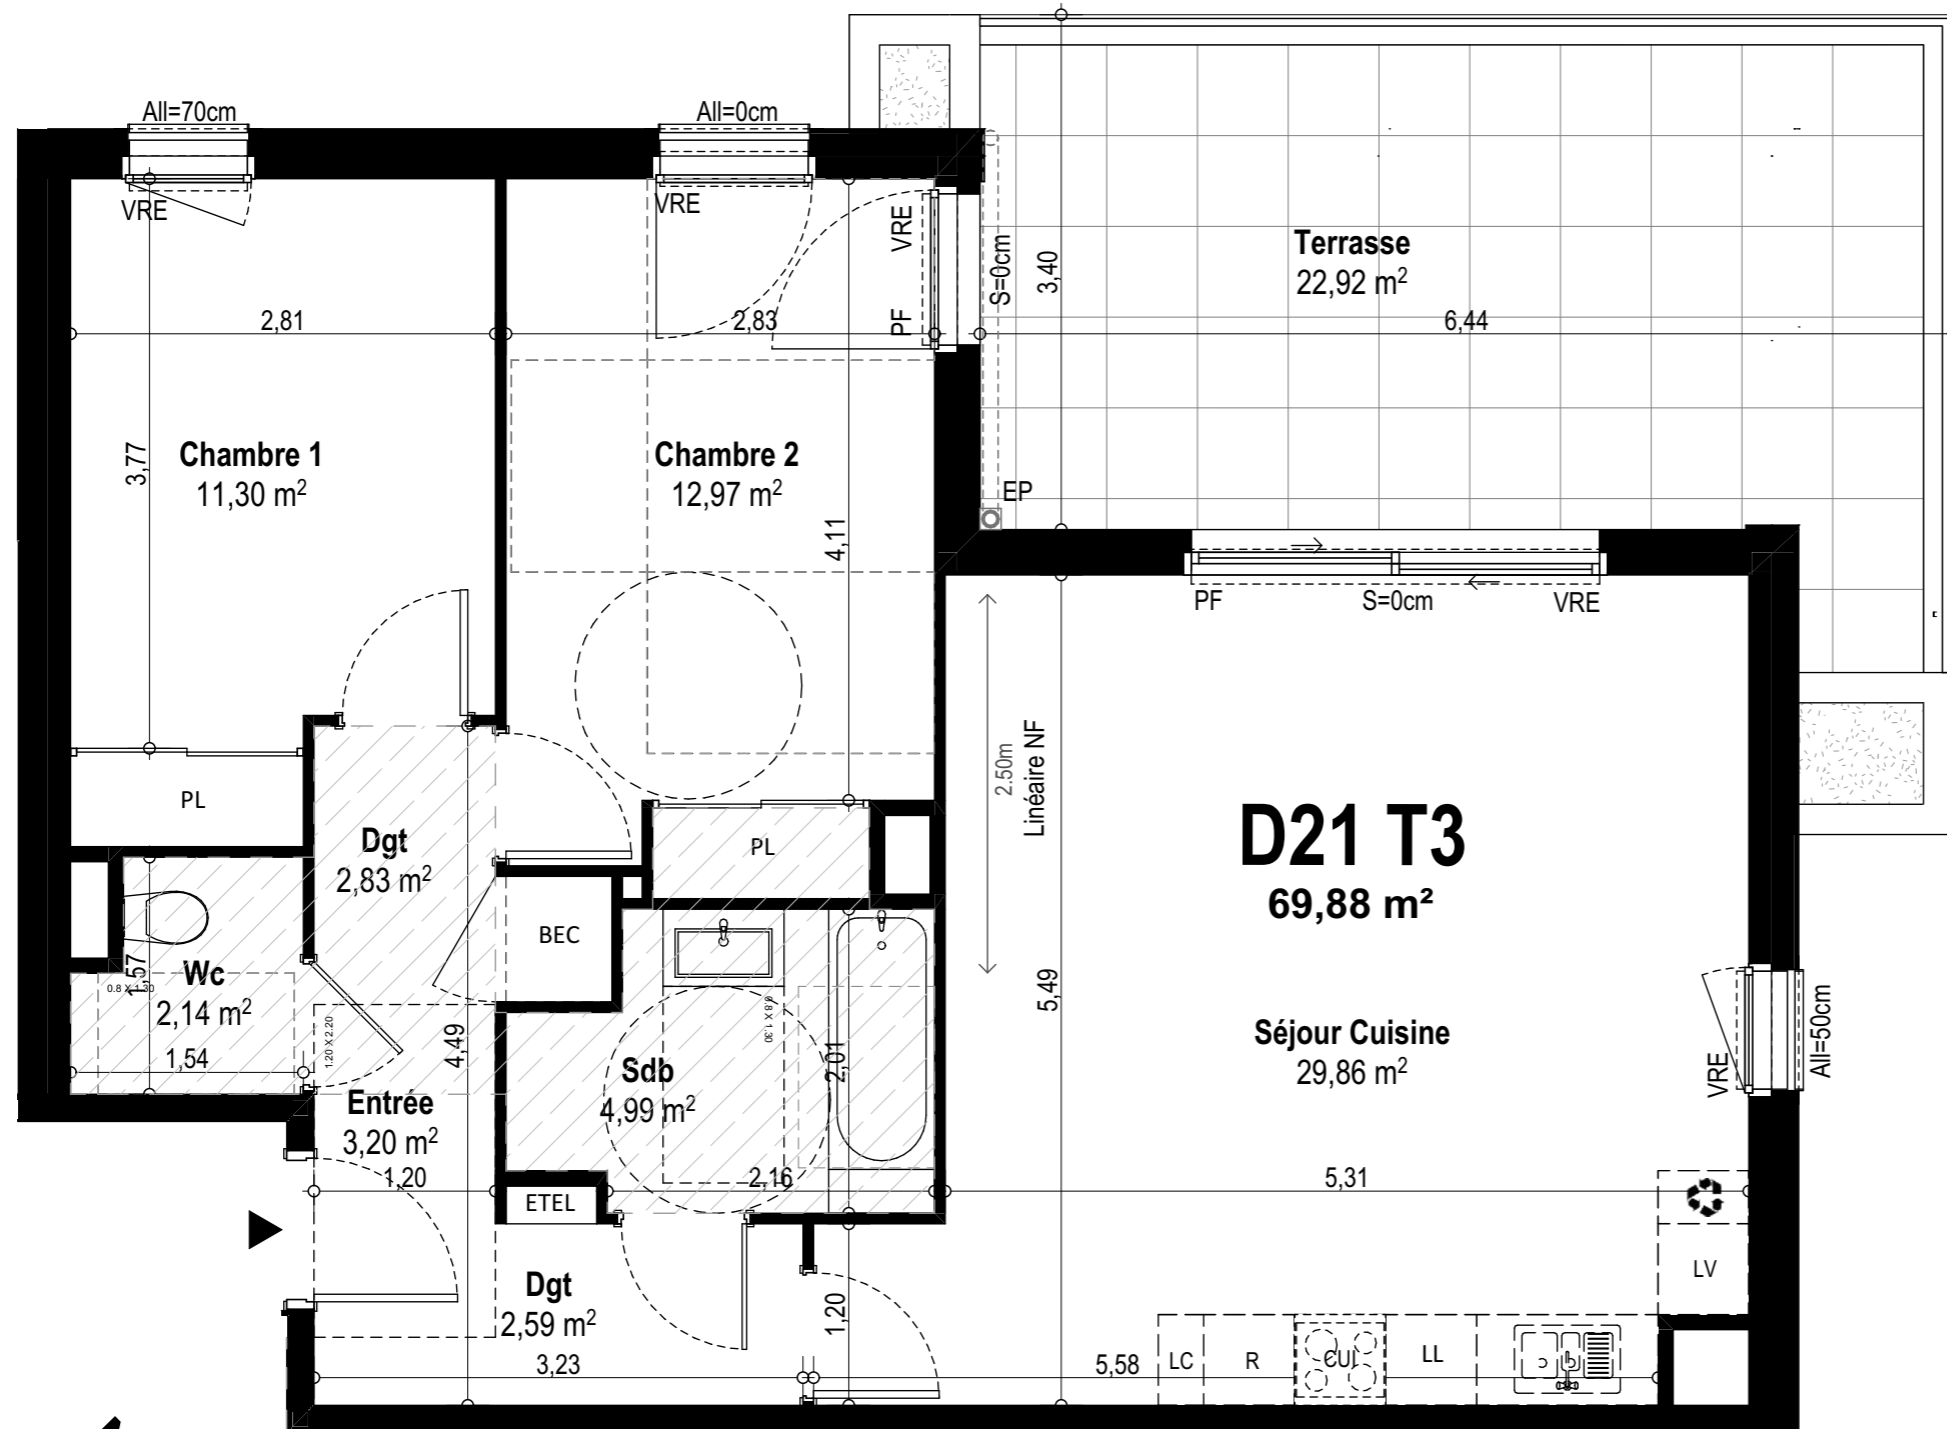 All=70cm
All=0cm
VRE
VRE
VRE
PF
S=0cm
3,40
Terrasse
22,92 m²
2,81
2,83
6,44
Chambre 1
11,30 m²
3,77
Chambre 2
12,97 m²
4,11
EP
PF
S=0cm
VRE
2.50m
Linéaire NF
PL
Dgt
2,83 m²
PL
D21 T3
69,88 m²
BEC
Wc
2,14 m²
1,57
0.8 X 1.30
1,54
1.20 X 2.20
4,49
0.8 X 1.30
Sdb
4,99 m²
2,01
5,49
Séjour Cuisine
29,86 m²
VRE
All=50cm
Entrée
3,20 m²
1,20
ETEL
2,16
5,31
LV
Dgt
2,59 m²
1,20
3,23
5,58
LC
R
CUI
LL